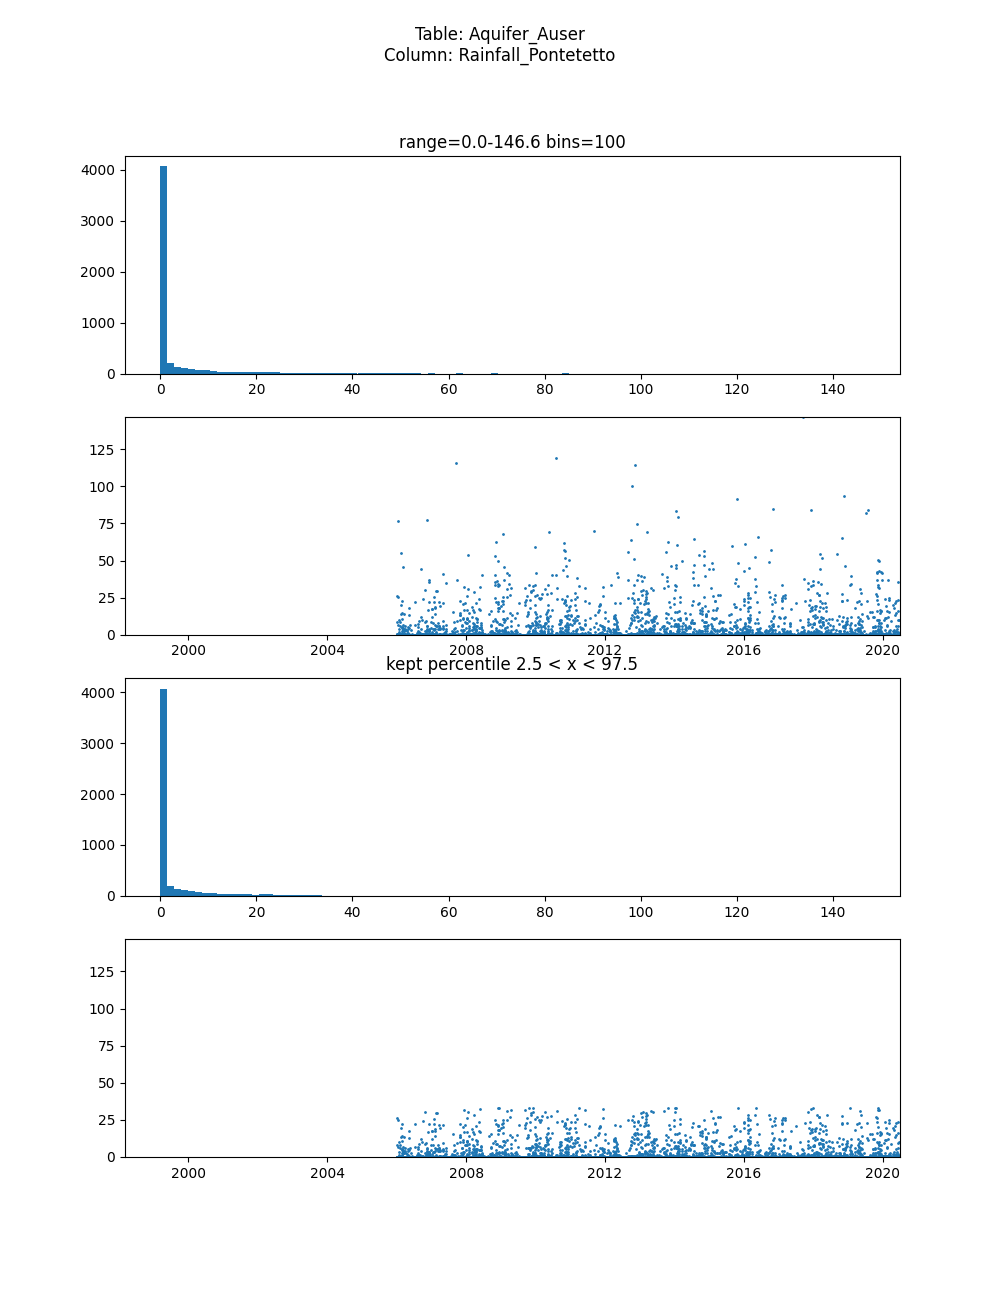 Table: Aquifer_Auser
Column: Rainfall_Pontetetto
range=0.0-146.6 bins=100
4000
3000
2000
1000
0
0 20 40 60 80 100 120 140
125
100
75
50
25
0
2000 2004 2008 2012 2016 2020
kept percentile 2.5 < x < 97.5
4000
3000
2000
1000
0
0 20 40 60 80 100 120 140
125
100
75
50
25
0
2000 2004 2008 2012 2016 2020